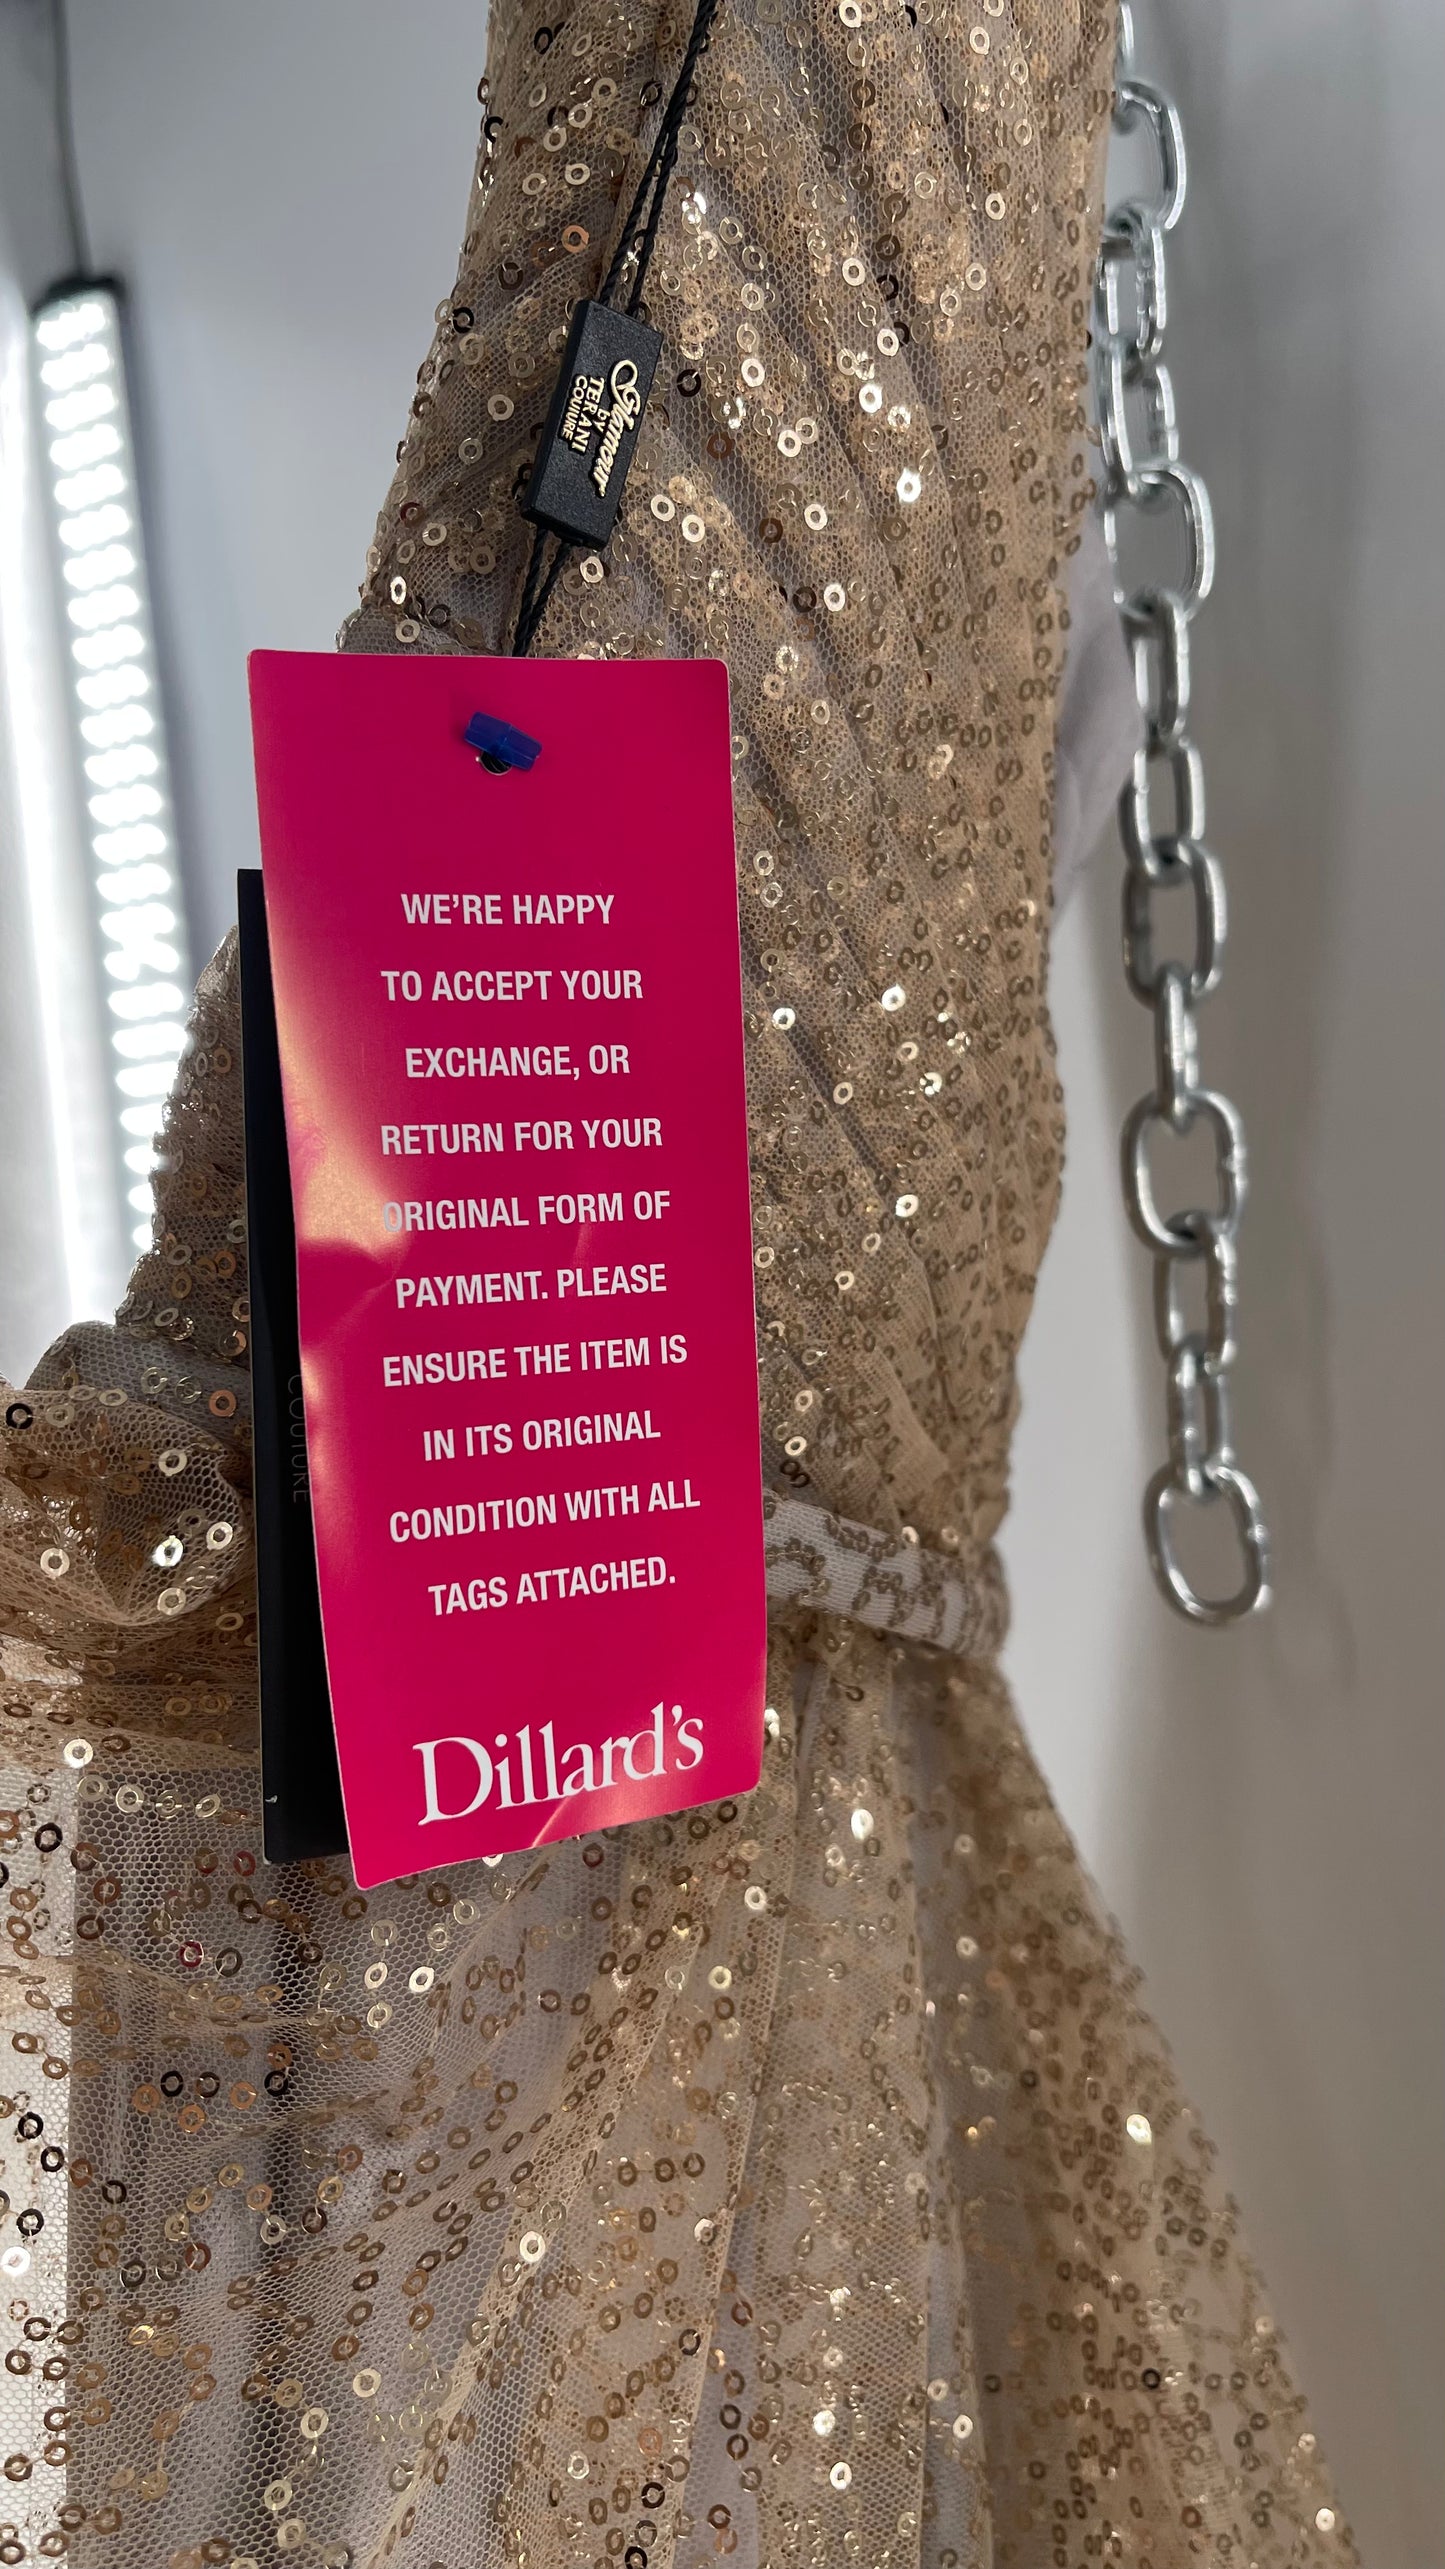 Glamour
by
TERANI
COUTURE
WE'RE HAPPY
TO ACCEPT YOUR
EXCHANGE, OR
RETURN FOR YOUR
ORIGINAL FORM OF
PAYMENT. PLEASE
ENSURE THE ITEM IS
IN ITS ORIGINAL
CONDITION WITH ALL
TAGS ATTACHED.
Dillard's
COUTURE